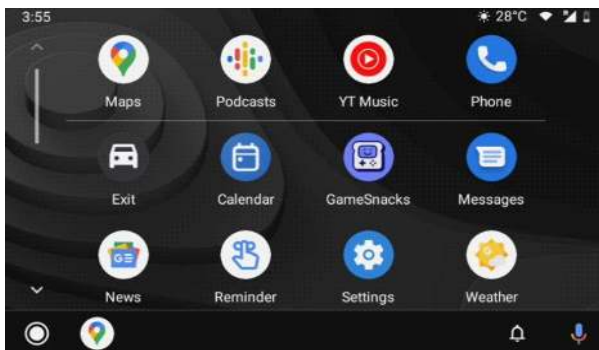 3:55
28°C
Maps Podcasts YT Music Phone
Exit Calendar GameSnacks Messages
News Reminder Settings Weather